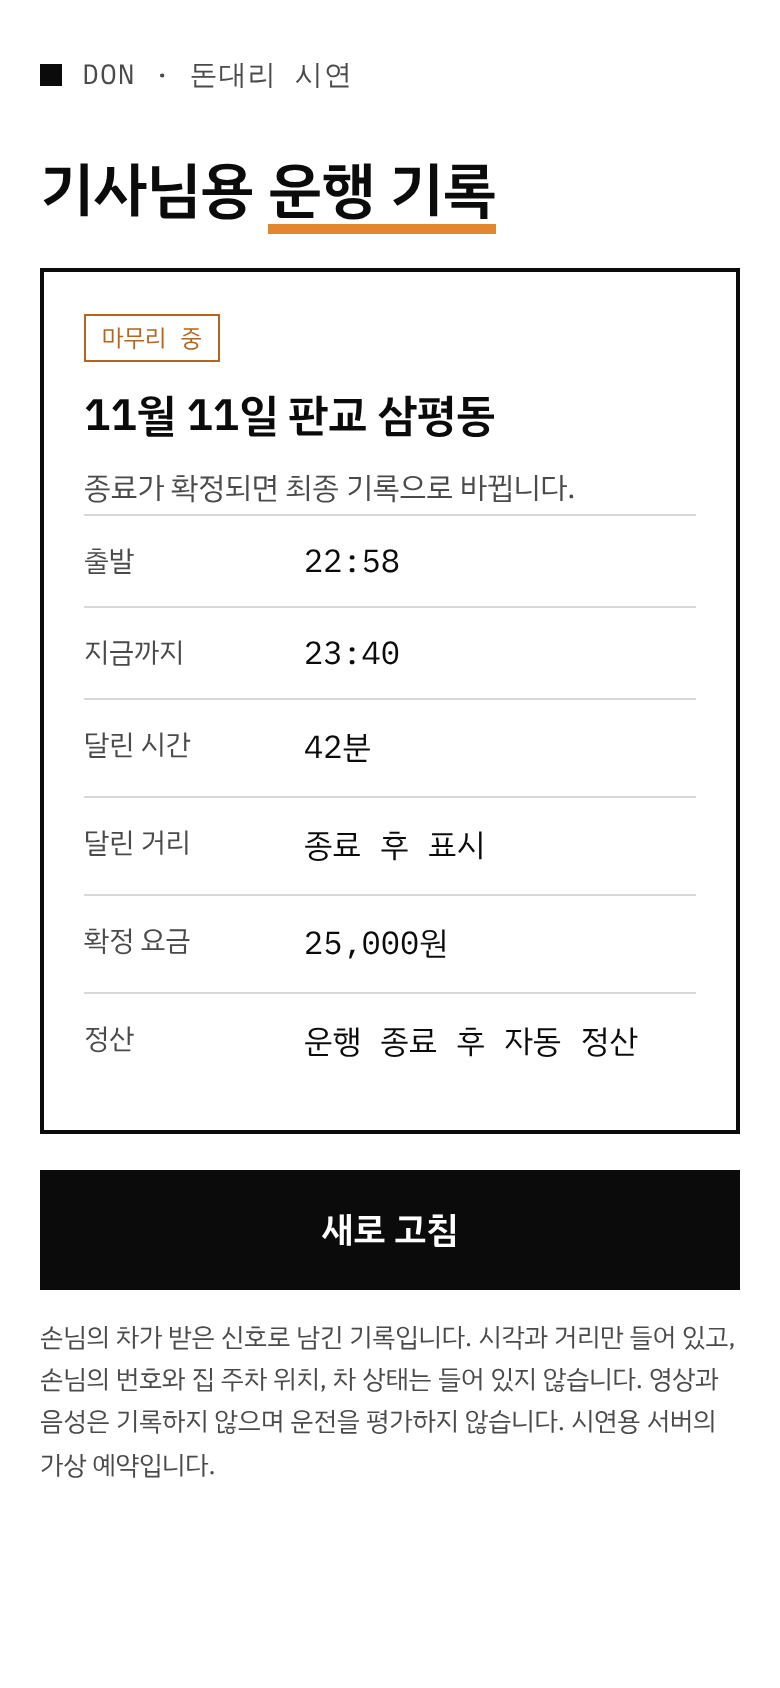 DON · 돈대리 시연
기사님용 운행 기록
마무리 중
11월 11일 판교 삼평동
종료가 확정되면 최종 기록으로 바뀝니다.
출발 22:58
지금까지 23:40
달린 시간 42분
달린 거리 종료 후 표시
확정 요금 25,000원
정산 운행 종료 후 자동 정산
새로 고침
손님의 차가 받은 신호로 남긴 기록입니다. 시각과 거리만 들어 있고,
손님의 번호와 집 주차 위치, 차 상태는 들어 있지 않습니다. 영상과
음성은 기록하지 않으며 운전을 평가하지 않습니다. 시연용 서버의
가상 예약입니다.